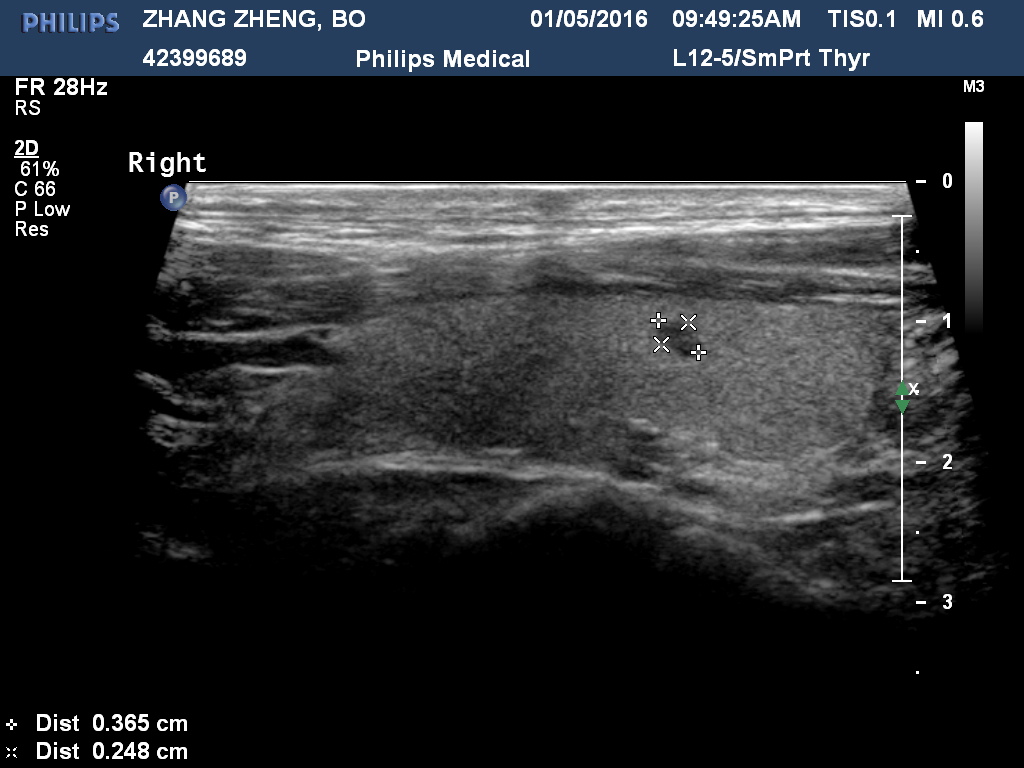 PHILIPS ZHANG ZHENG, BO 01/05/2016 09:49:25AM TIS0.1 MI 0.6
42399689 Philips Medical L12-5/SmPrt Thyr
FR 28Hz M3
RS
2D
61%
C 66
P Low
Res
Right
P
0
1
x
2
3
Dist 0.365 cm
Dist 0.248 cm